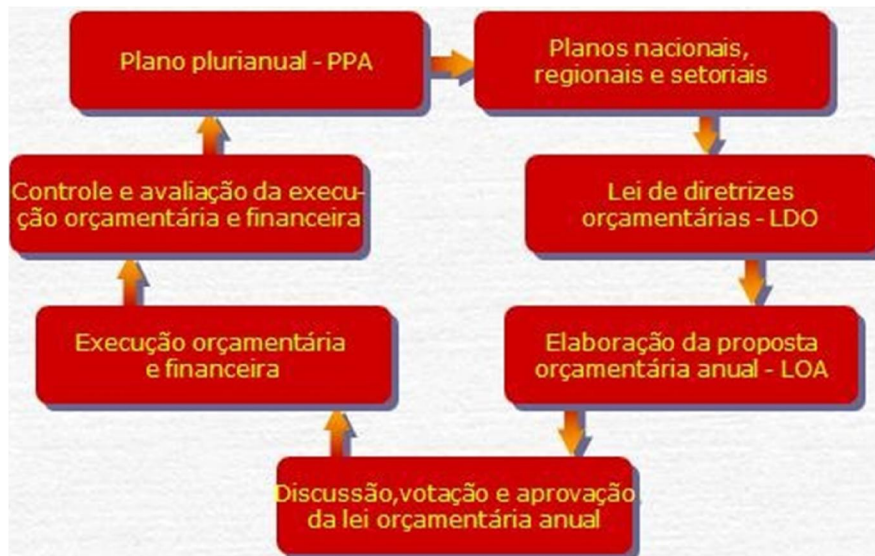 Plano plurianual - PPA
Planos nacionais,
regionais e setoriais
Lei de diretrizes
orçamentárias - LDO
Elaboração da proposta
orçamentária anual - LOA
Discussão,votação e aprovação
da lei orçamentária anual
Execução orçamentária
e financeira
Controle e avaliação da execu-
ção orçamentária e financeira